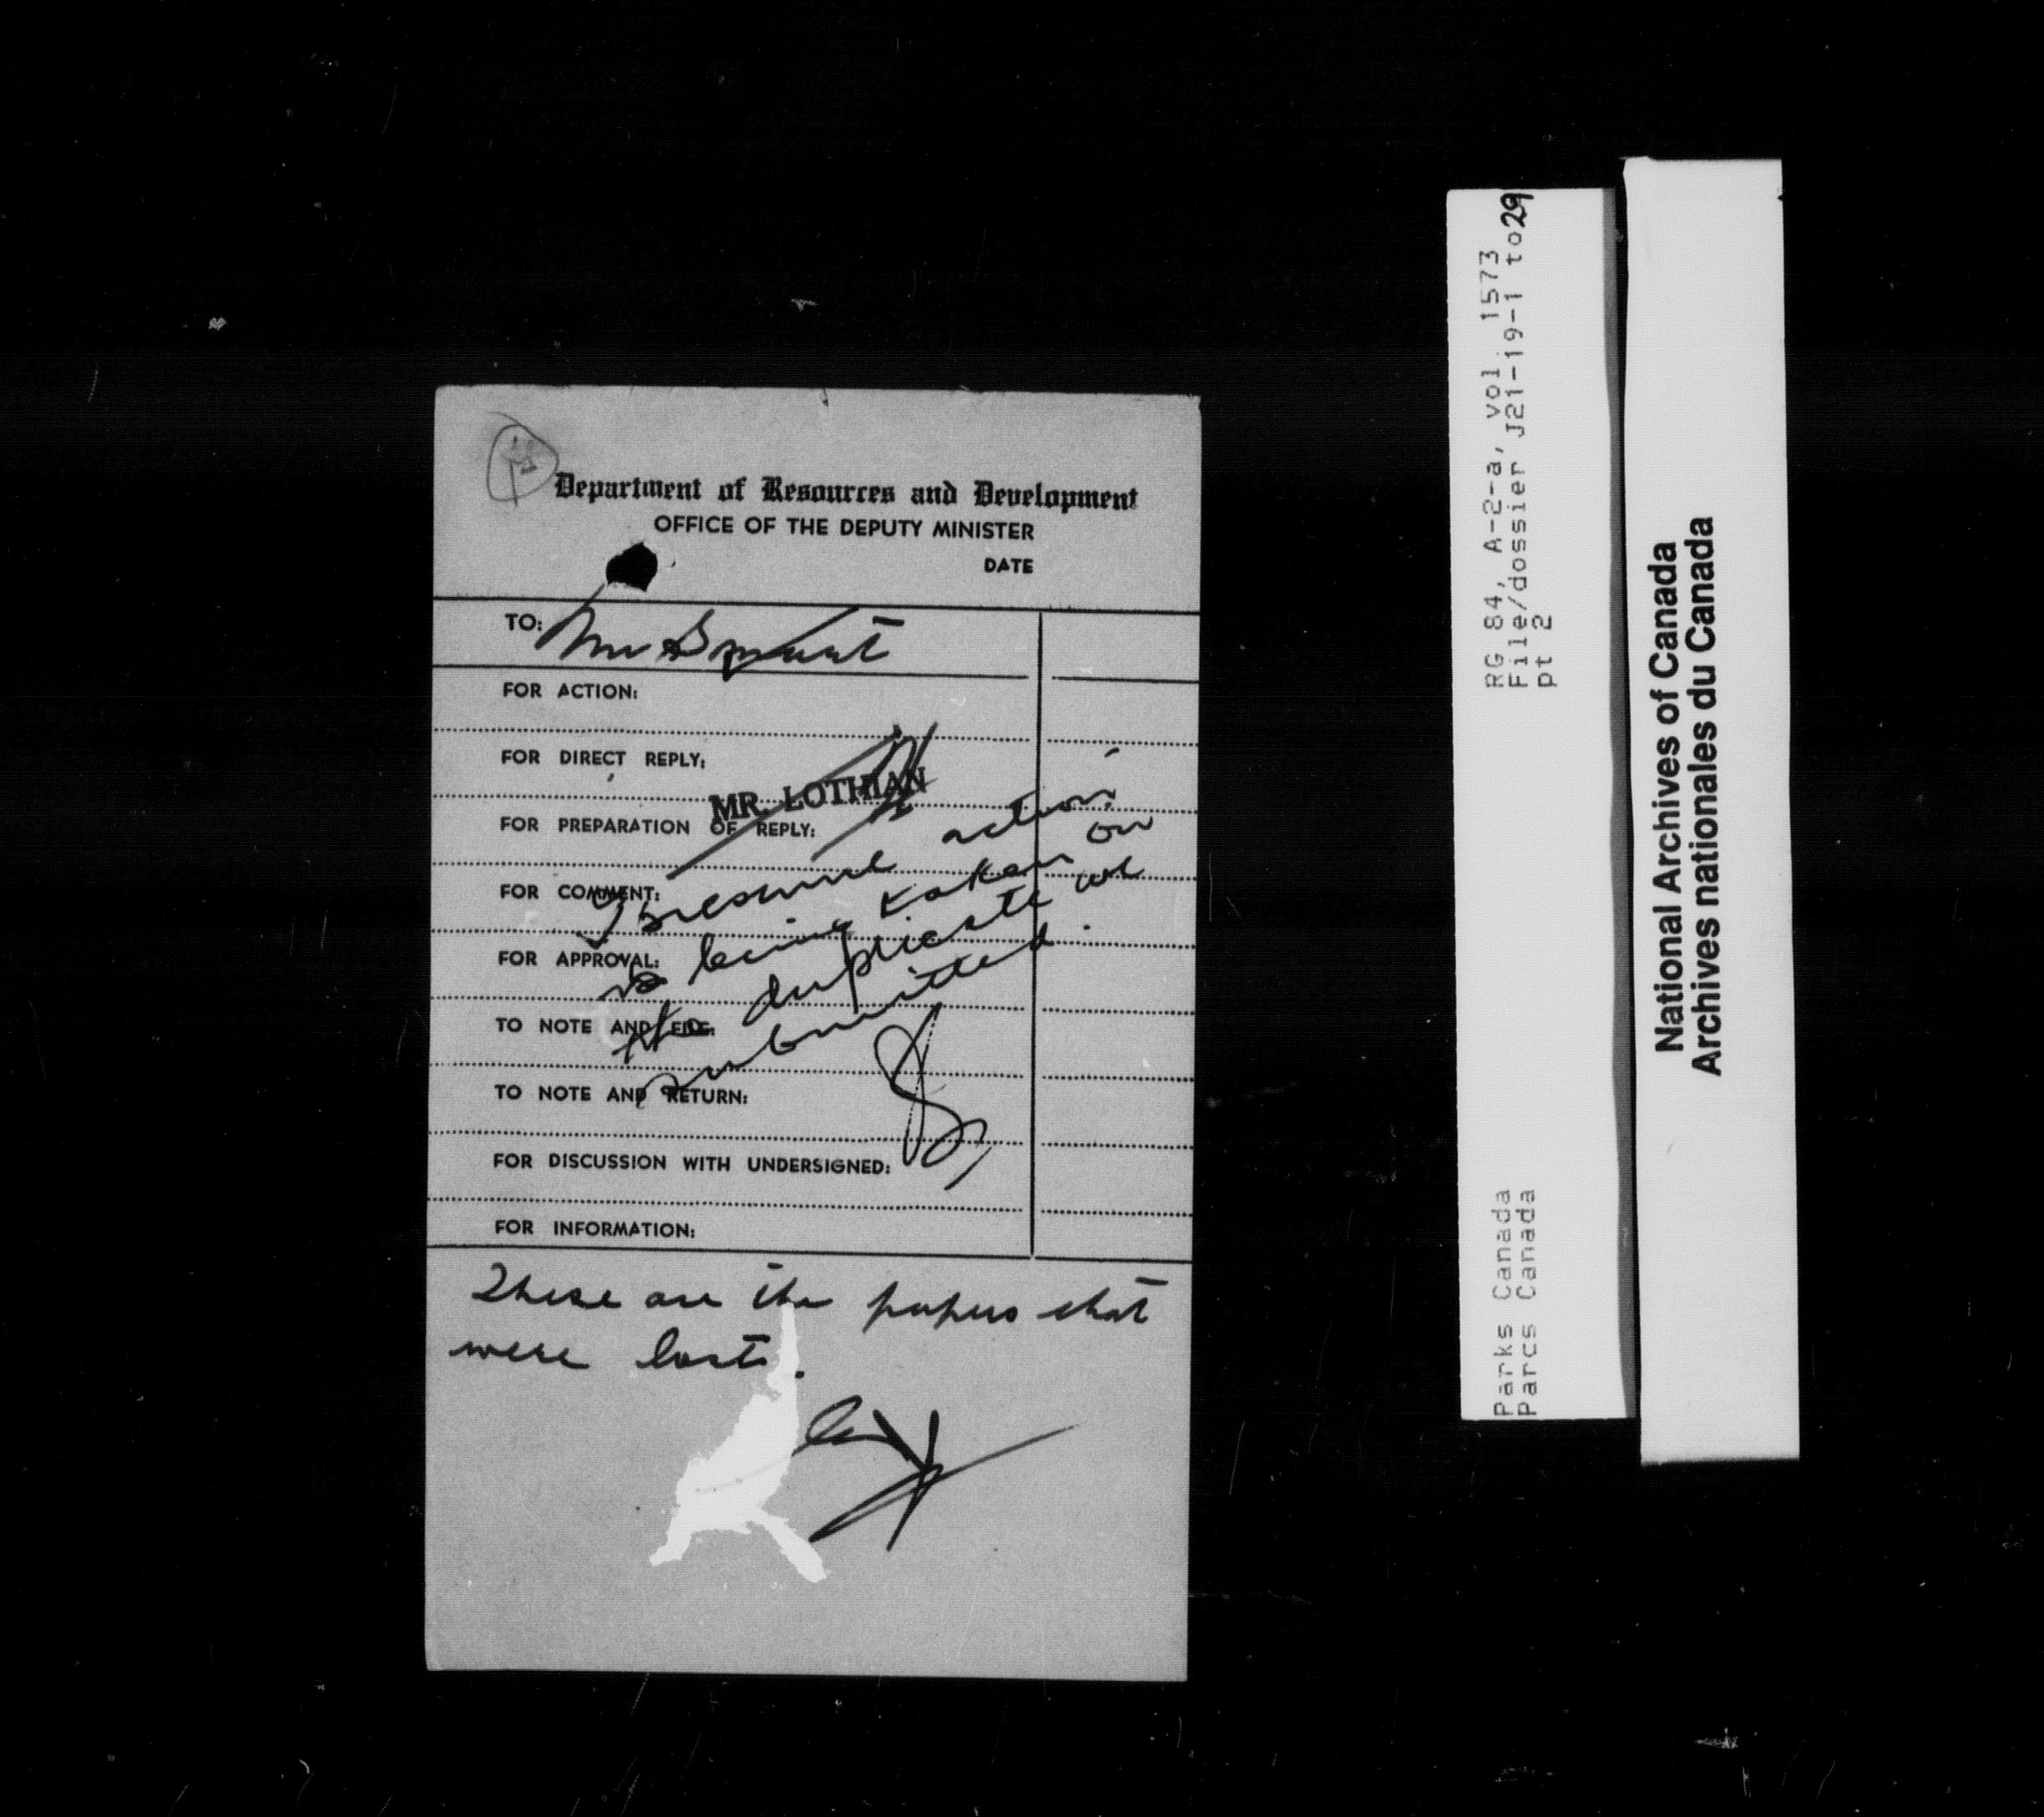 Department of Resources and Development
OFFICE OF THE DEPUTY MINISTER
DATE
TO: Mr Smart
FOR ACTION:
FOR DIRECT REPLY:
MR. LOTHIAN
FOR PREPARATION OF REPLY:
FOR COMMENT:
FOR APPROVAL:
TO NOTE AND FILE:
TO NOTE AND RETURN:
FOR DISCUSSION WITH UNDERSIGNED:
FOR INFORMATION:
I presume action
is being taken on
the duplicate we
submitted.
These are the papers that
were lost.
RG 84, A-2-a, vol. 1573
File/dossier J21-19-1 to 29
pt 2
Parks Canada
Parcs Canada
National Archives of Canada
Archives nationales du Canada